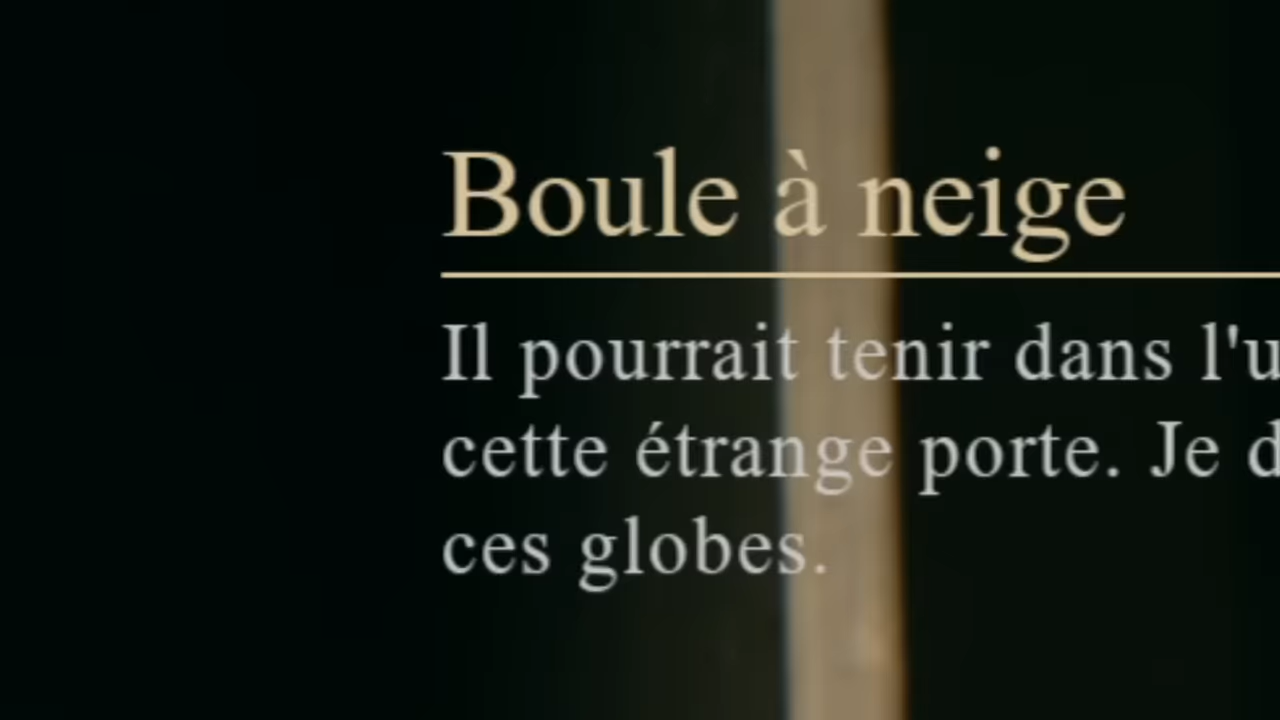 Boule à neige
Il pourrait tenir dans l'u
cette étrange porte. Je d
ces globes.